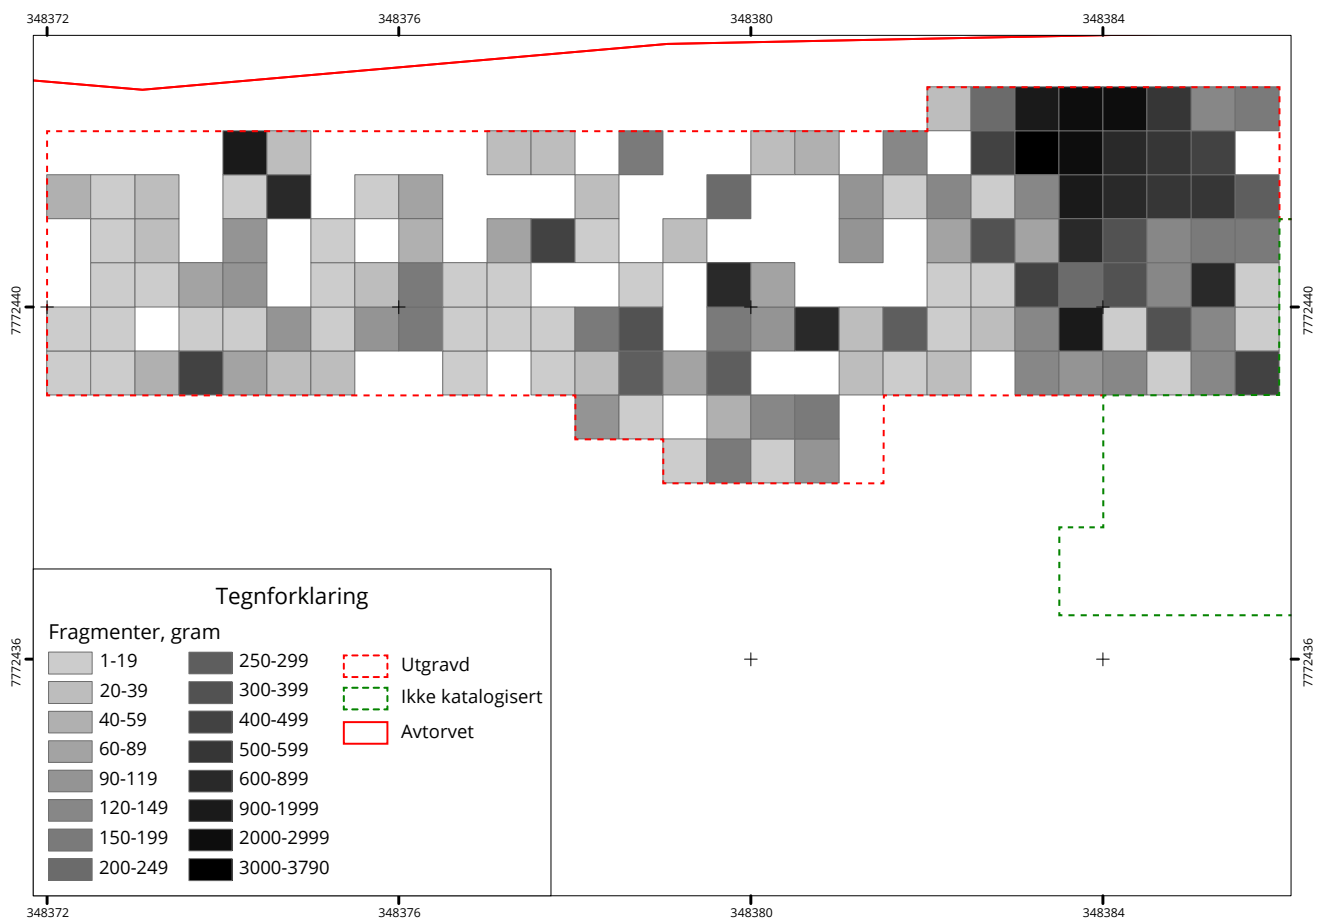 348372 348376 348380 348384
7772440 7772440
7772436 7772436
Tegnforklaring
Fragmenter, gram
1-19 250-299 Utgravd
20-39 300-399 Ikke katalogisert
40-59 400-499 Avtorvet
60-89 500-599
90-119 600-899
120-149 900-1999
150-199 2000-2999
200-249 3000-3790
348372 348376 348380 348384